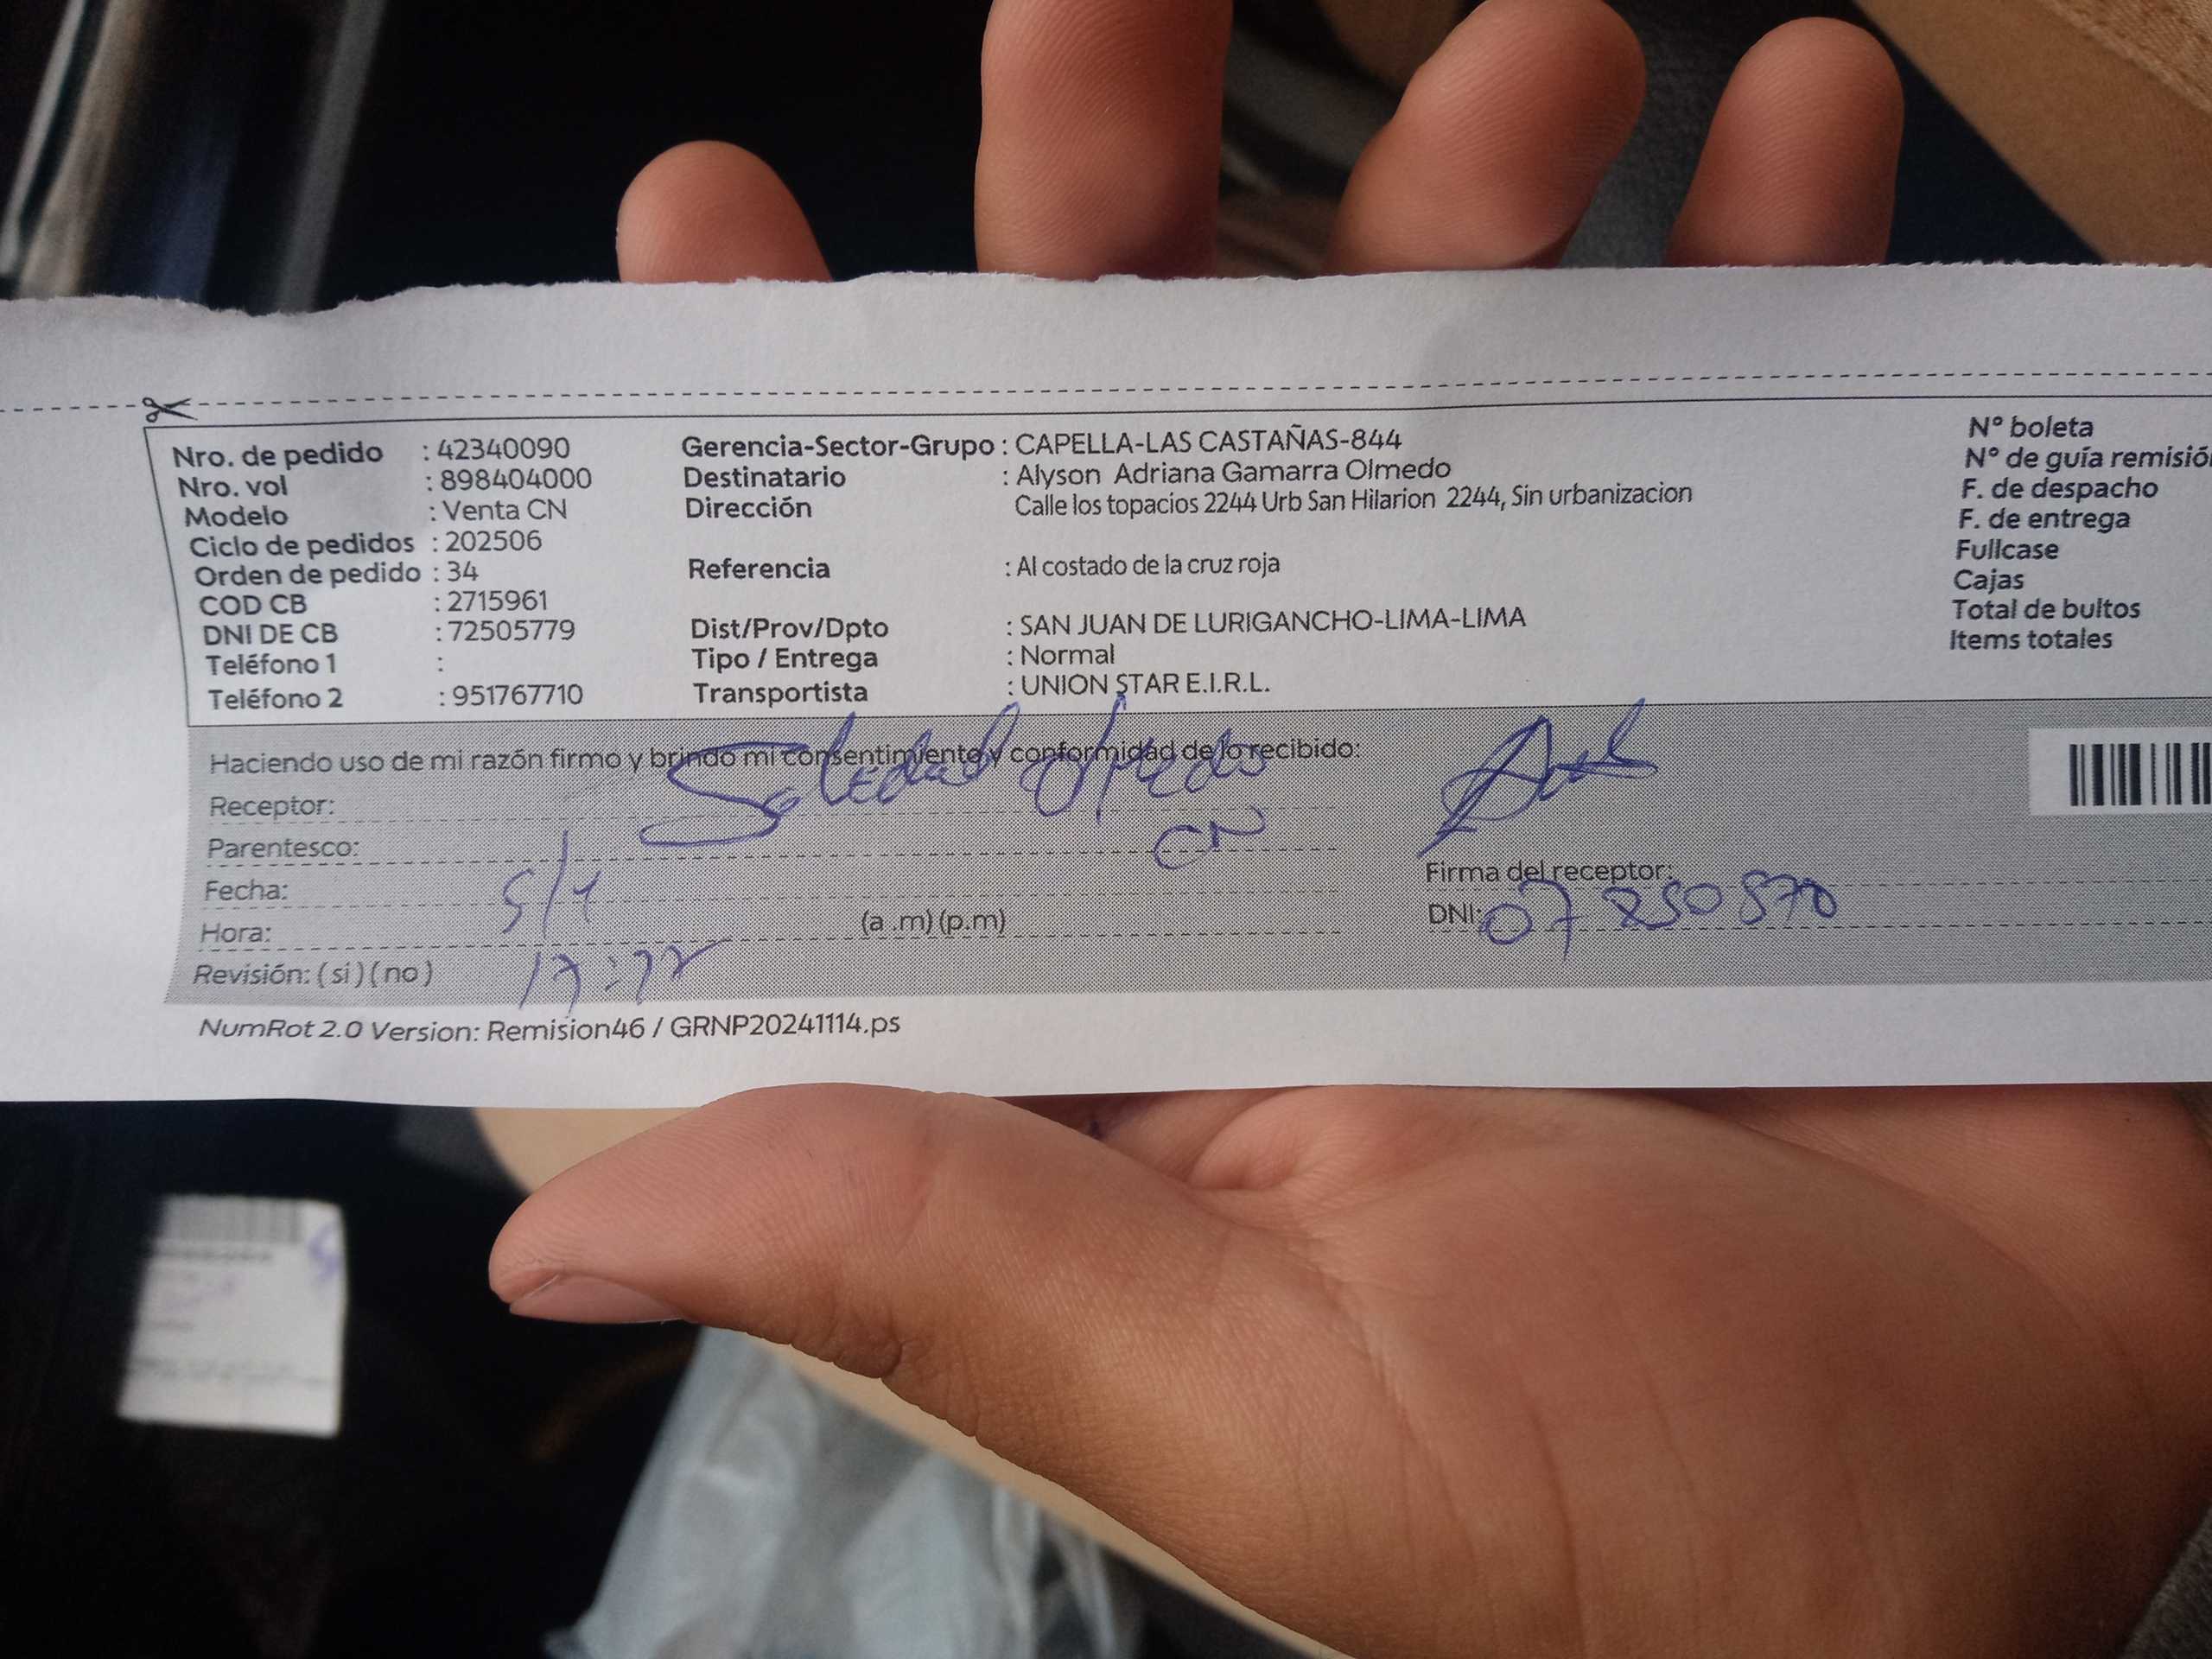 Nro. de pedido : 42340090
Nro. vol : 898404000
Modelo : Venta CN
Ciclo de pedidos : 202506
Orden de pedido : 34
COD CB : 2715961
DNI DE CB : 72505779
Teléfono 1 :
Teléfono 2 : 951767710
Gerencia-Sector-Grupo : CAPELLA-LAS CASTAÑAS-844
Destinatario : Alyson Adriana Gamarra Olmedo
Dirección Calle los topacios 2244 Urb San Hilarion 2244, Sin urbanizacion
Referencia : Al costado de la cruz roja
Dist/Prov/Dpto : SAN JUAN DE LURIGANCHO-LIMA-LIMA
Tipo / Entrega : Normal
Transportista : UNION STAR E.I.R.L.
N° boleta
N° de guía remisión
F. de despacho
F. de entrega
Fullcase
Cajas
Total de bultos
Items totales
Haciendo uso de mi razón firmo y brindo mi consentimiento y conformidad de lo recibido:
Receptor: Soledad Olmedo
Parentesco: CN
Fecha: 5/4
Hora: (a .m) (p.m)
Revisión: ( si ) ( no )
Firma del receptor:
DNI: 07850570
NumRot 2.0 Version: Remision46 / GRNP20241114.ps